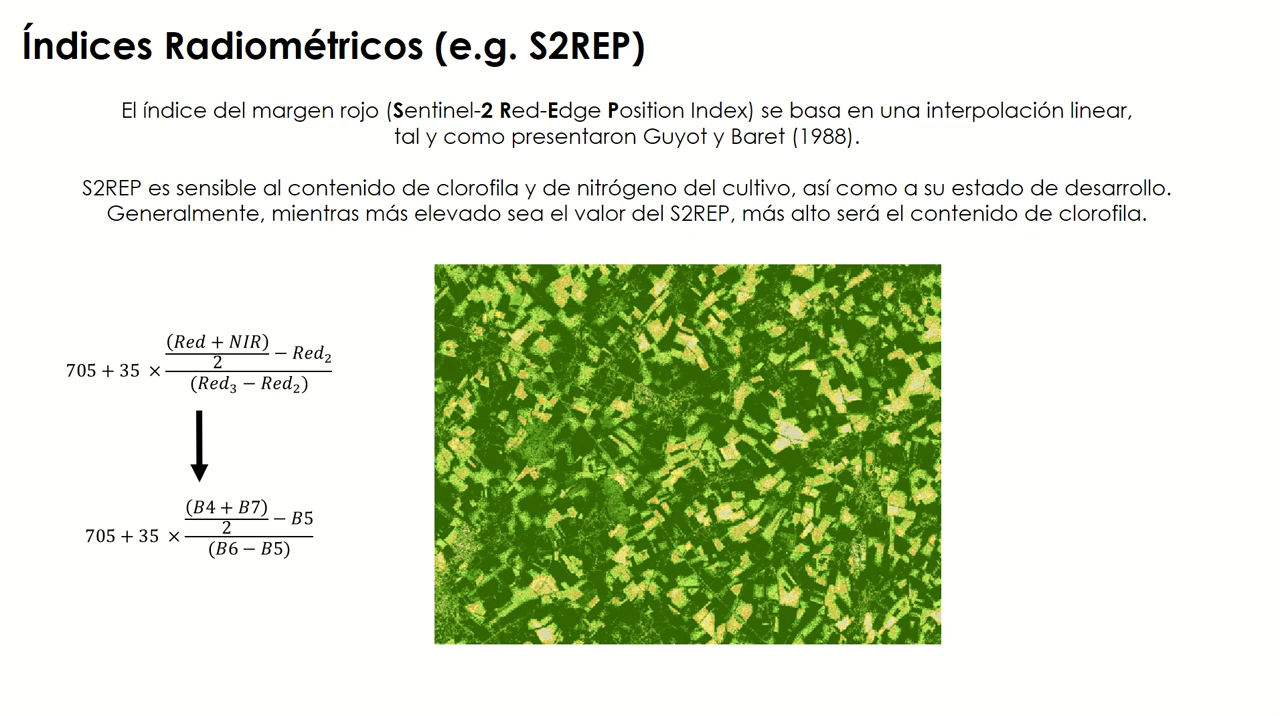 Índices Radiométricos (e.g. S2REP)
El índice del margen rojo (Sentinel-2 Red-Edge Position Index) se basa en una interpolación linear,
tal y como presentaron Guyot y Baret (1988).
S2REP es sensible al contenido de clorofila y de nitrógeno del cultivo, así como a su estado de desarrollo.
Generalmente, mientras más elevado sea el valor del S2REP, más alto será el contenido de clorofila.
705 + 35 × ((Red + NIR)/2 − Red₂)/(Red₃ − Red₂)
705 + 35 × ((B4 + B7)/2 − B5)/(B6 − B5)